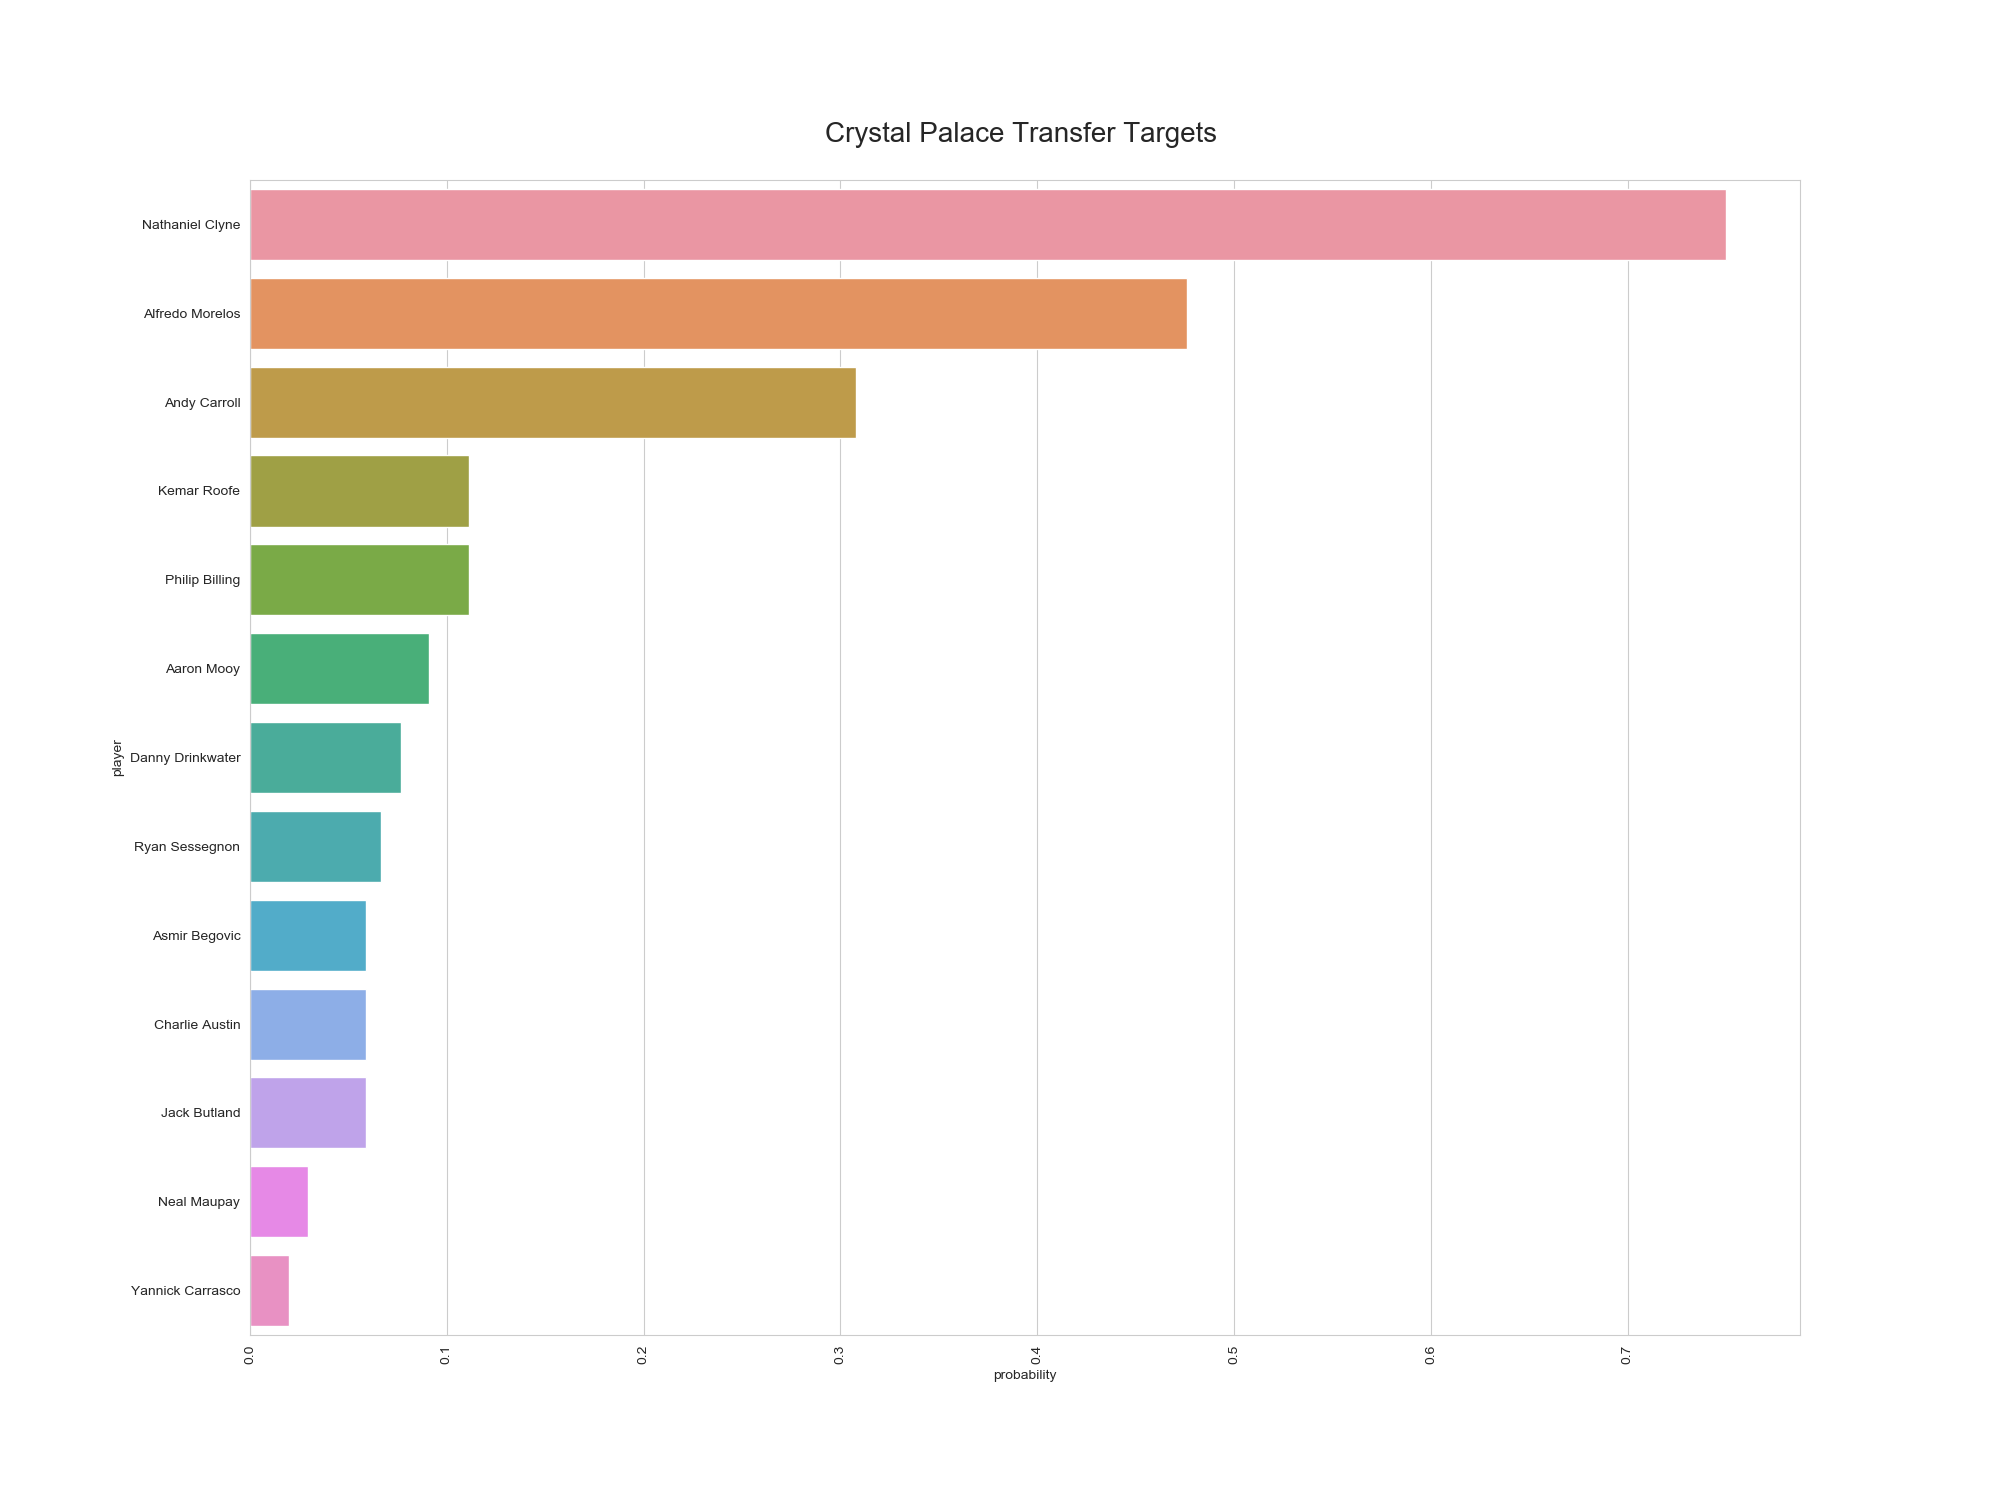 Crystal Palace Transfer Targets
Nathaniel Clyne
Alfredo Morelos
Andy Carroll
Kemar Roofe
Philip Billing
Aaron Mooy
Danny Drinkwater
Ryan Sessegnon
Asmir Begovic
Charlie Austin
Jack Butland
Neal Maupay
Yannick Carrasco
player
0.0
0.1
0.2
0.3
0.4
0.5
0.6
0.7
probability